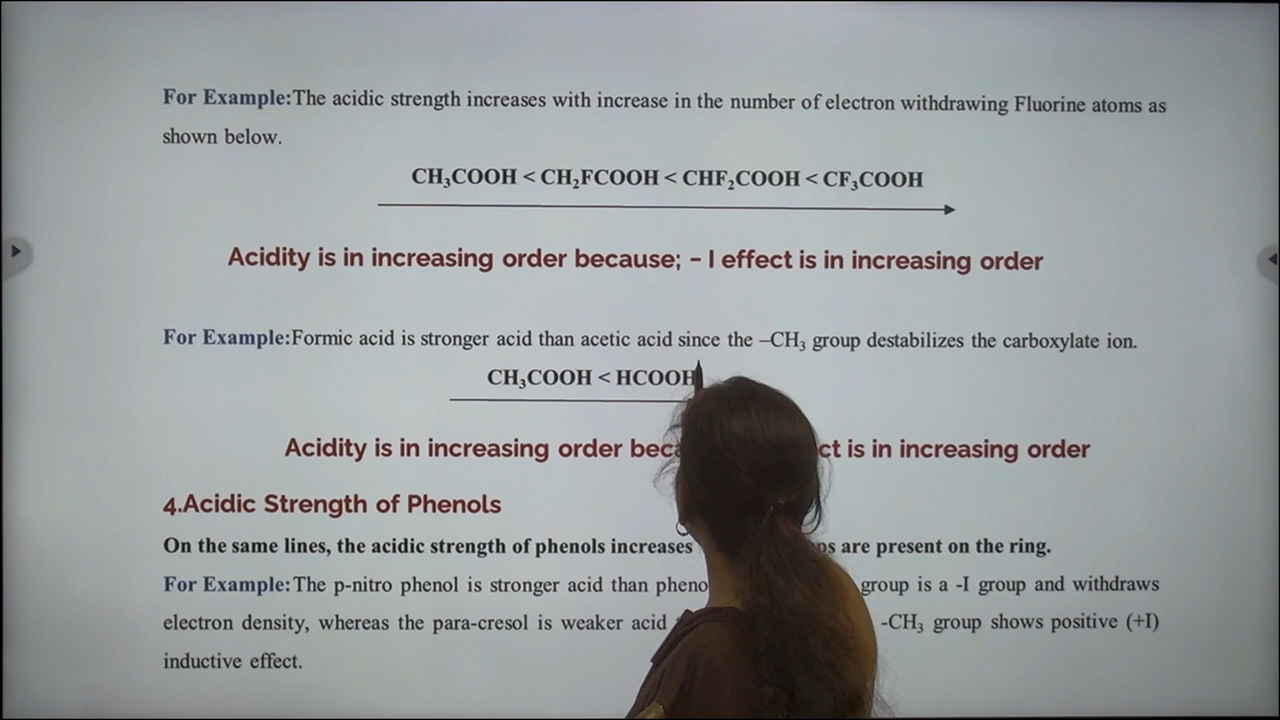 For Example:The acidic strength increases with increase in the number of electron withdrawing Fluorine atoms as
shown below.
CH₃COOH < CH₂FCOOH < CHF₂COOH < CF₃COOH
Acidity is in increasing order because; – I effect is in increasing order
For Example:Formic acid is stronger acid than acetic acid since the –CH₃ group destabilizes the carboxylate ion.
CH₃COOH < HCOOH
Acidity is in increasing order is in increasing order
4.Acidic Strength of Phenols
On the same lines, the acidic strength of phenols increases are present on the ring.
For Example:The p-nitro phenol is stronger acid than group is a -I group and withdraws
electron density, whereas the para-cresol is weaker acid -CH₃ group shows positive (+I)
inductive effect.